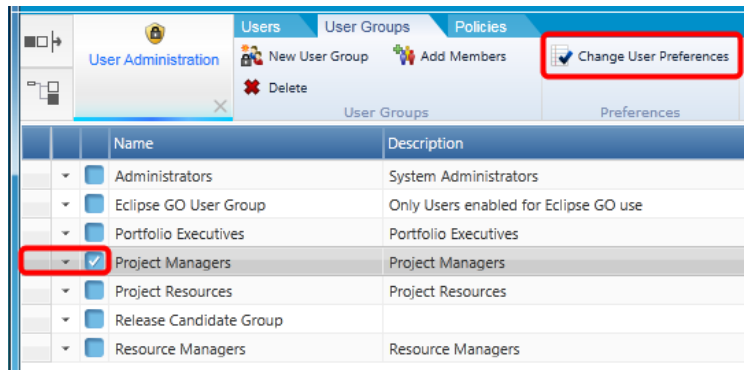 Users User Groups Policies
User Administration
New User Group Add Members Change User Preferences
Delete
User Groups Preferences
Name Description
Administrators System Administrators
Eclipse GO User Group Only Users enabled for Eclipse GO use
Portfolio Executives Portfolio Executives
Project Managers Project Managers
Project Resources Project Resources
Release Candidate Group
Resource Managers Resource Managers